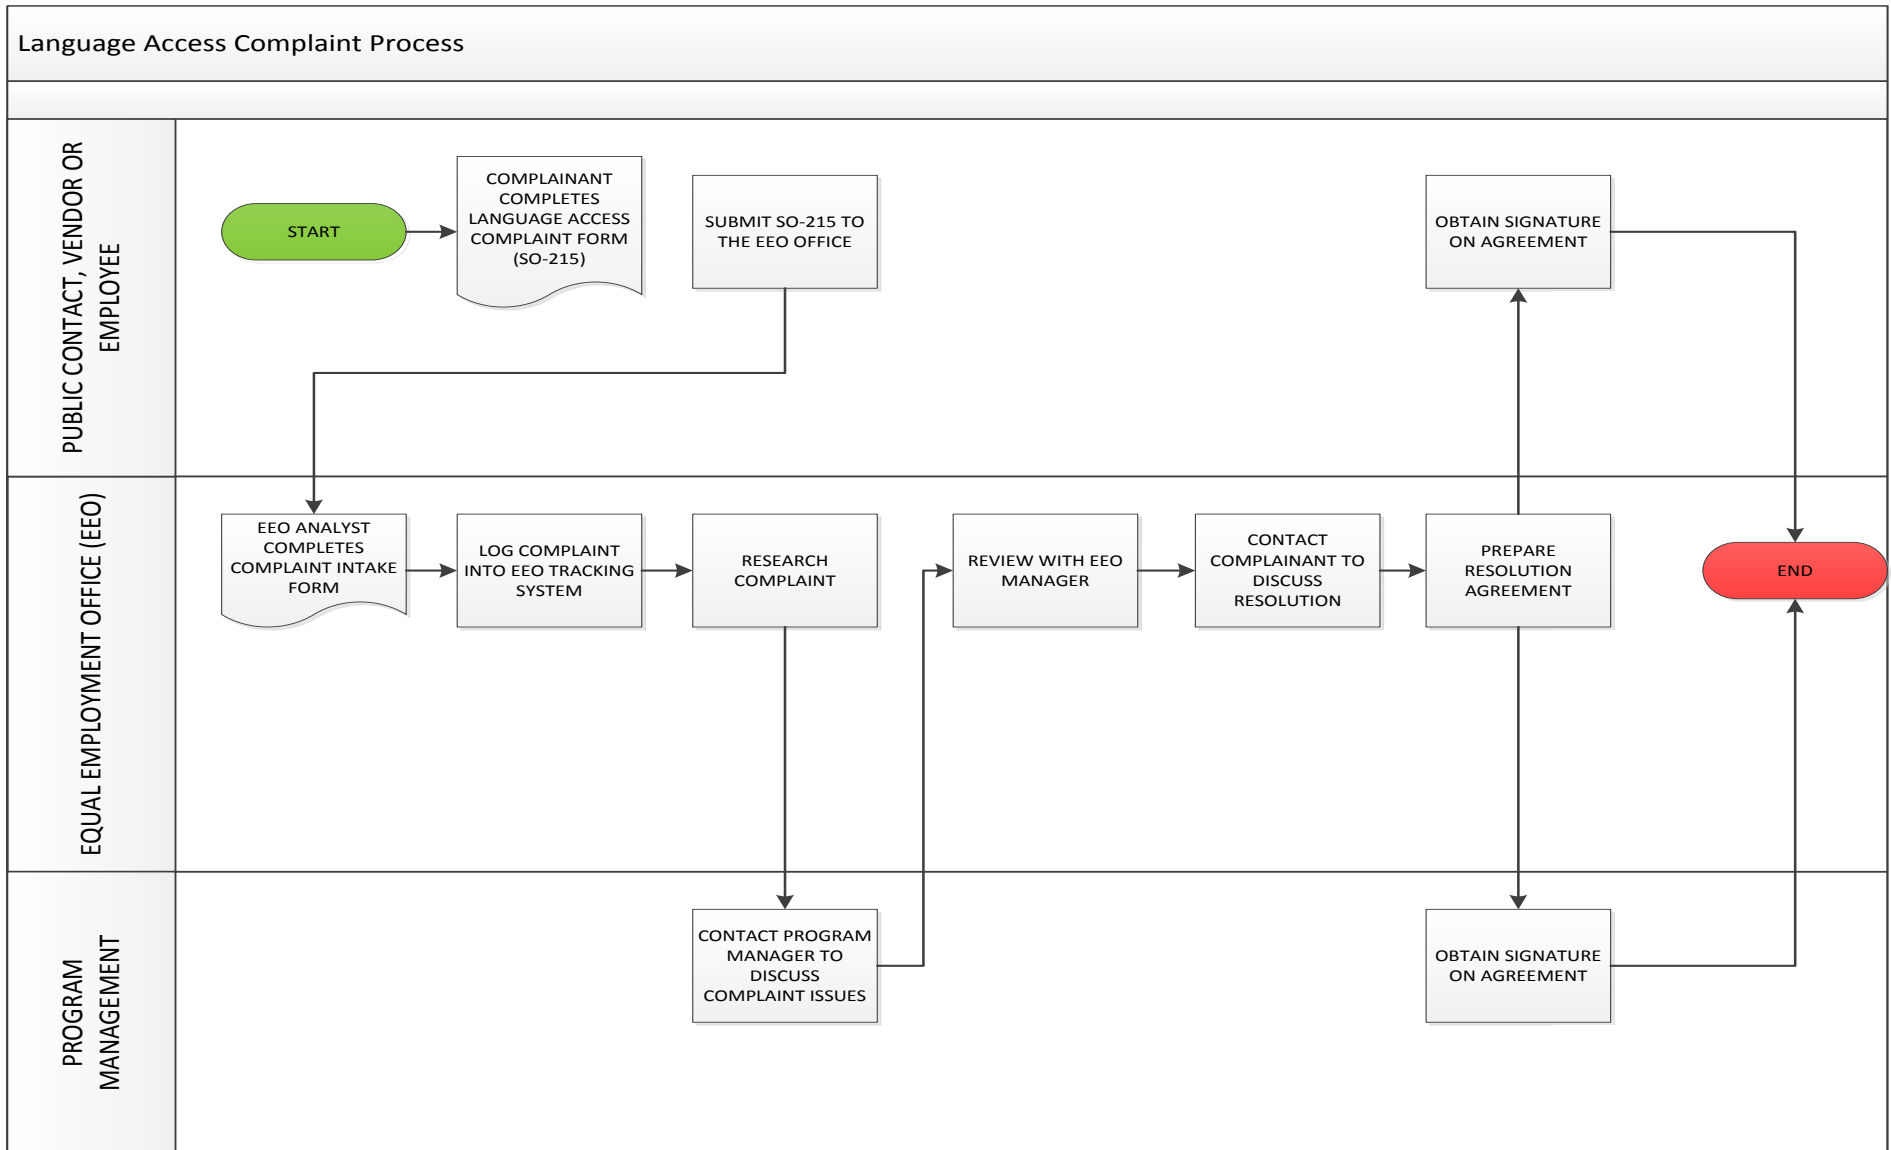 Language Access Complaint Process
PUBLIC CONTACT, VENDOR OR
EMPLOYEE
START
COMPLAINANT
COMPLETES
LANGUAGE ACCESS
COMPLAINT FORM
(SO-215)
SUBMIT SO-215 TO
THE EEO OFFICE
OBTAIN SIGNATURE
ON AGREEMENT
EQUAL EMPLOYMENT OFFICE (EEO)
EEO ANALYST
COMPLETES
COMPLAINT INTAKE
FORM
LOG COMPLAINT
INTO EEO TRACKING
SYSTEM
RESEARCH
COMPLAINT
REVIEW WITH EEO
MANAGER
CONTACT
COMPLAINANT TO
DISCUSS
RESOLUTION
PREPARE
RESOLUTION
AGREEMENT
END
PROGRAM
MANAGEMENT
CONTACT PROGRAM
MANAGER TO
DISCUSS
COMPLAINT ISSUES
OBTAIN SIGNATURE
ON AGREEMENT